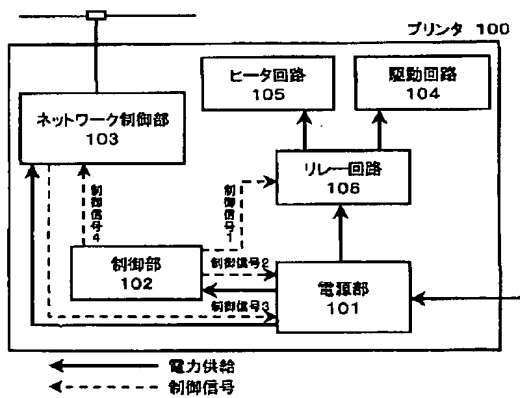 プリンタ 100
ヒータ回路
105
駆動回路
104
ネットワーク制御部
103
リレー回路
106
制御信号4
制御信号1
制御部
102
制御信号2
制御信号3
電源部
101
電力供給
制御信号